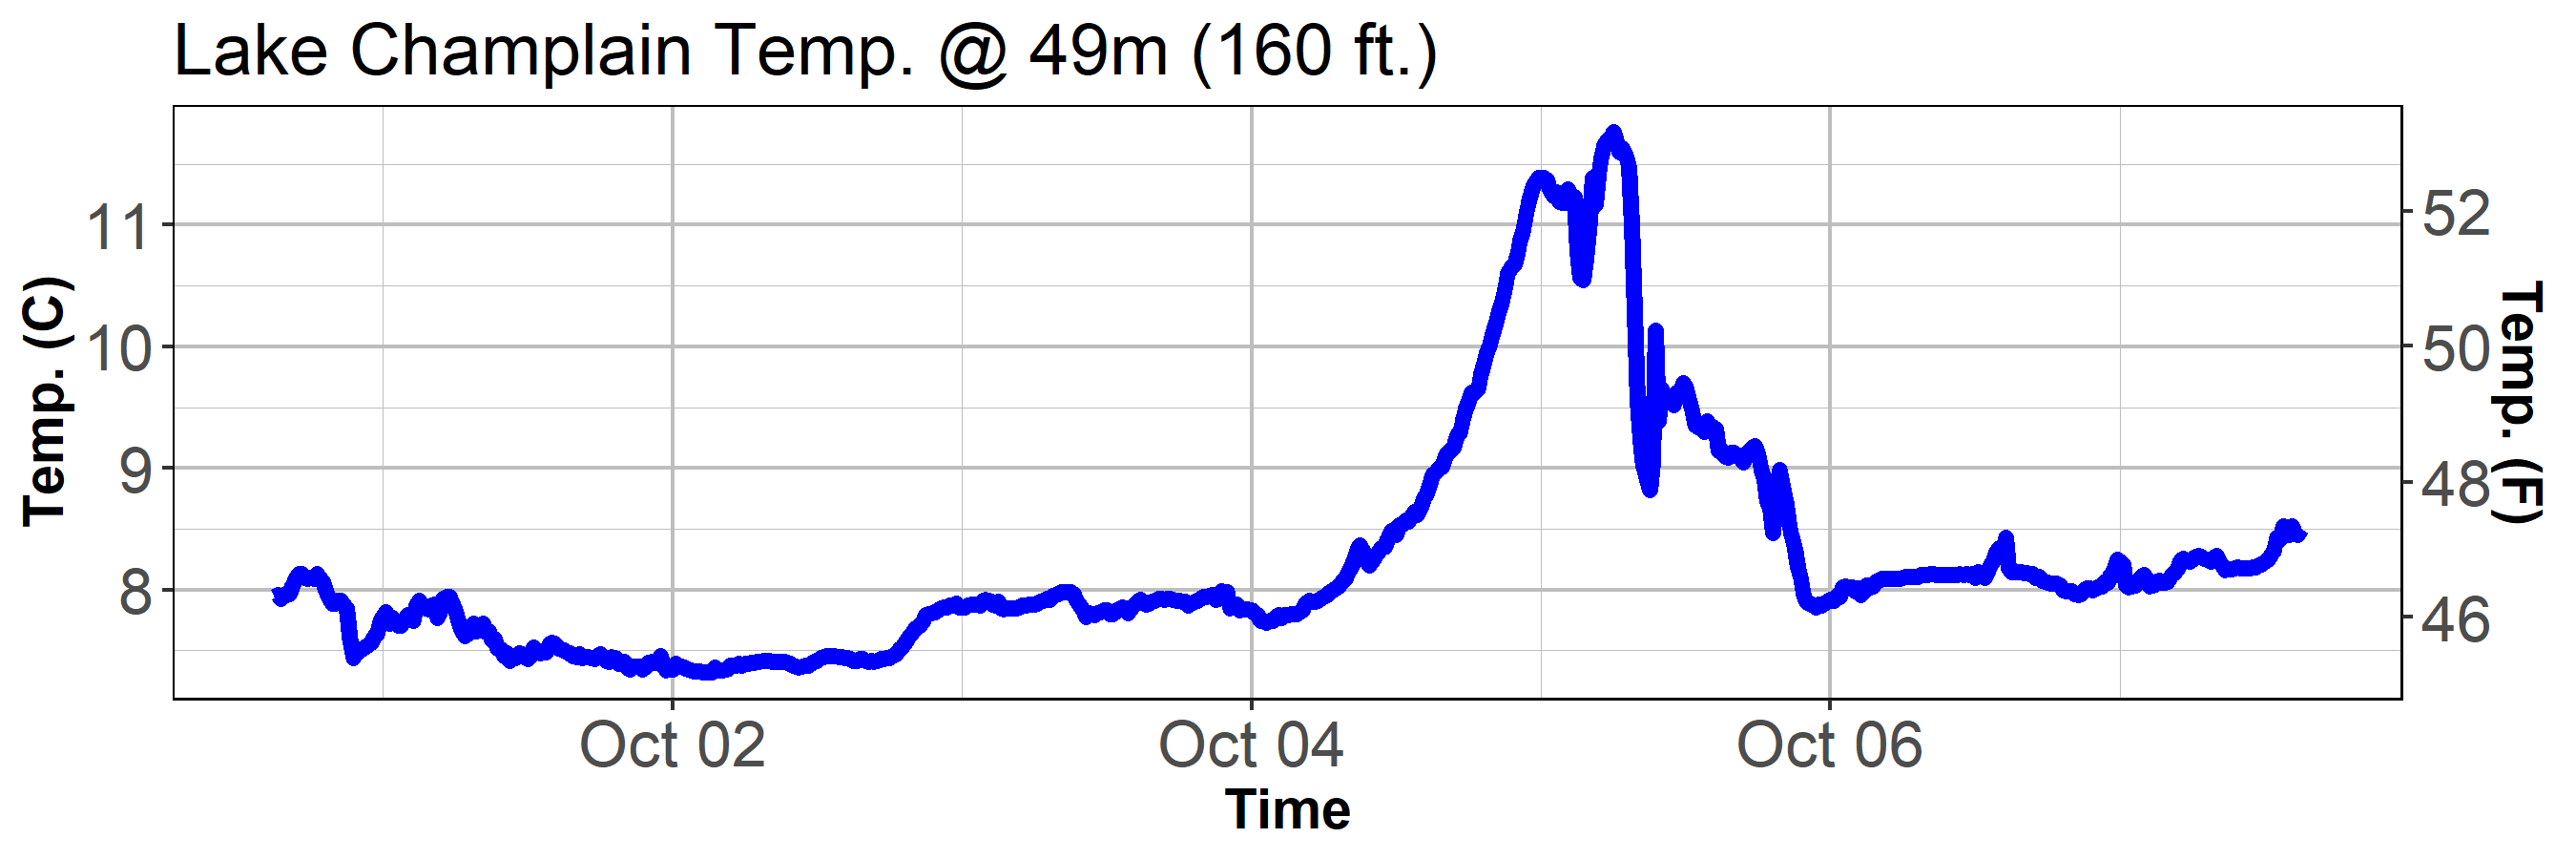 Lake Champlain Temp. @ 49m (160 ft.)
Temp. (C)
11
10
9
8
52
50
48
46
Temp. (F)
Oct 02
Oct 04
Oct 06
Time